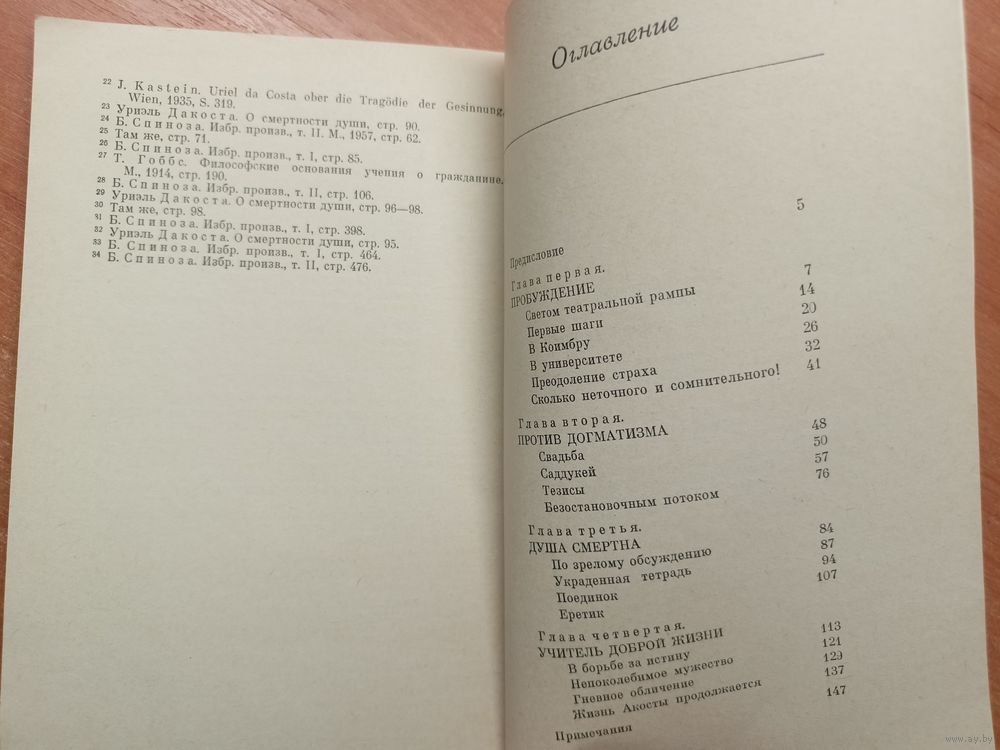 22 J. Kastein. Uriel da Costa ober die Tragödie der Gesinnung,
Wien, 1935, S. 319.
23 Уриэль Дакоста. О смертности души, стр. 90.
24 Б. Спиноза. Избр. произв., т. II. М., 1957, стр. 62.
25 Там же, стр. 71.
26 Б. Спиноза. Избр. произв., т. I, стр. 85.
27 Т. Гоббс. Философские основания учения о гражданине.
М., 1914, стр. 190.
28 Б. Спиноза. Избр. произв., т. II, стр. 106.
29 Уриэль Дакоста. О смертности души, стр. 96—98.
30 Там же, стр. 98.
31 Б. Спиноза. Избр. произв., т. I, стр. 398.
32 Уриэль Дакоста. О смертности души, стр. 95.
33 Б. Спиноза. Избр. произв., т. I, стр. 464.
34 Б. Спиноза. Избр. произв., т. II, стр. 476.
Оглавление
Предисловие 5
Глава первая.
ПРОБУЖДЕНИЕ
Светом театральной рампы 7
Первые шаги 14
В Коимбру 20
В университете 26
Преодоление страха 32
Сколько неточного и сомнительного! 41
Глава вторая.
ПРОТИВ ДОГМАТИЗМА
Свадьба 48
Саддукей 50
Тезисы 57
Безостановочным потоком 76
Глава третья.
ДУША СМЕРТНА
По зрелому обсуждению 84
Украденная тетрадь 87
Поединок 94
Еретик 107
Глава четвертая.
УЧИТЕЛЬ ДОБРОЙ ЖИЗНИ
В борьбе за истину 113
Непоколебимое мужество 121
Гневное обличение 129
Жизнь Акосты продолжается 137
Примечания 147
www.ay.by